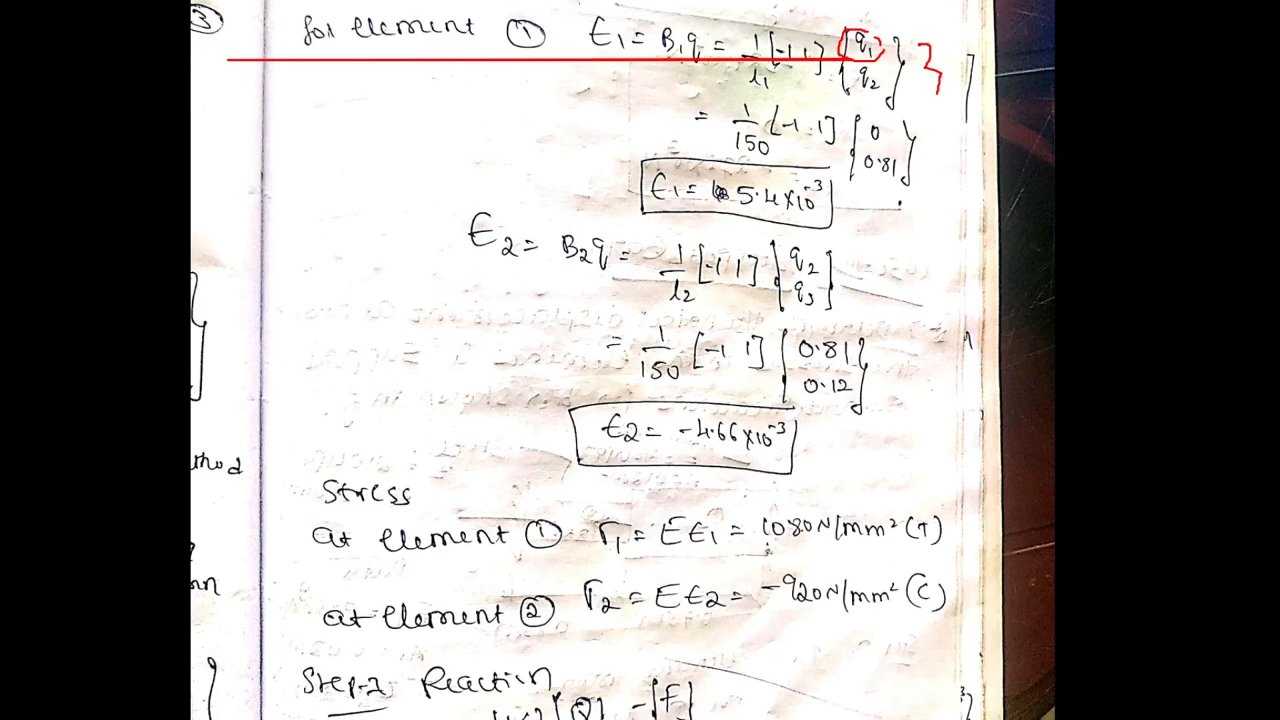 ③
for element ① ϵ₁ = B₁q = 1/l₁ [-1 1] {q₁ q₂}
= 1/150 [-1 1] {0 0.81}
ϵ₁ = 5.4×10⁻³
ϵ₂ = B₂q = 1/l₂ [-1 1] {q₂ q₃}
= 1/150 [-1 1] {0.81 0.12}
ϵ₂ = -4.66×10⁻³
thod
Stress
at element ① σ₁ = Eϵ₁ = 1080 N/mm² (T)
at element ② σ₂ = Eϵ₂ = -920 N/mm² (C)
Step-2 Reaction